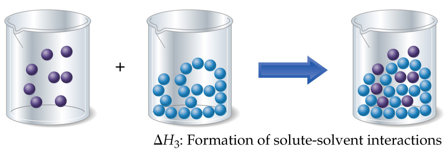 +
ΔH₃: Formation of solute-solvent interactions